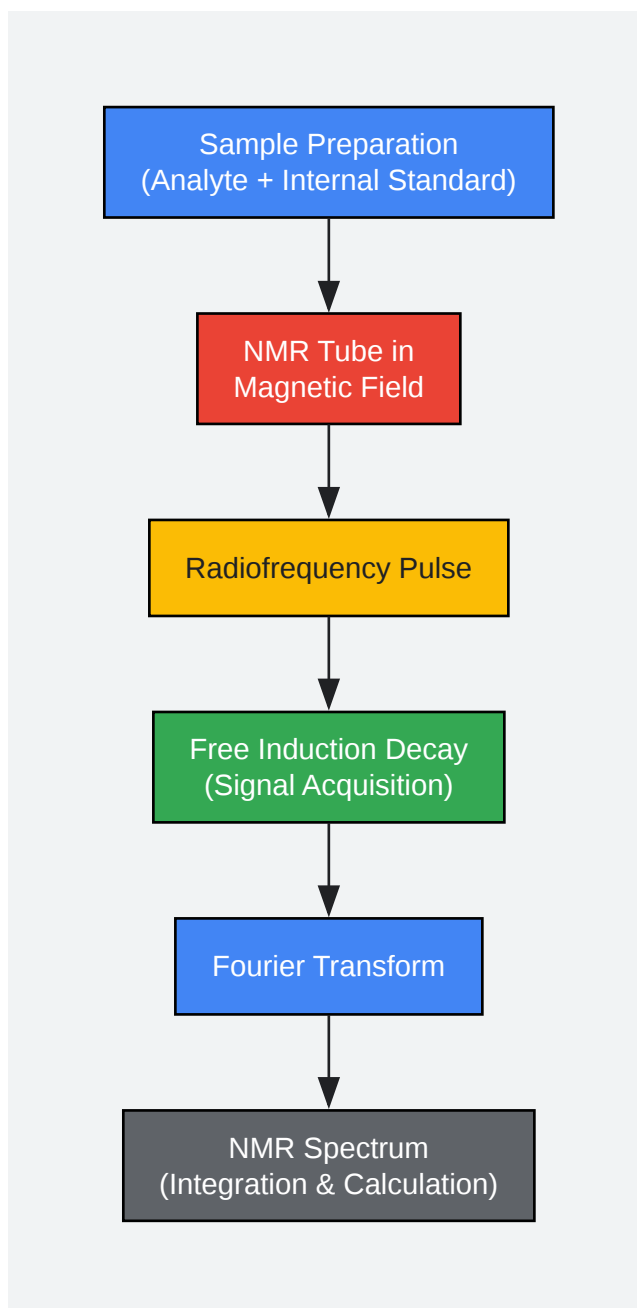 Sample Preparation
(Analyte + Internal Standard)
NMR Tube in
Magnetic Field
Radiofrequency Pulse
Free Induction Decay
(Signal Acquisition)
Fourier Transform
NMR Spectrum
(Integration & Calculation)